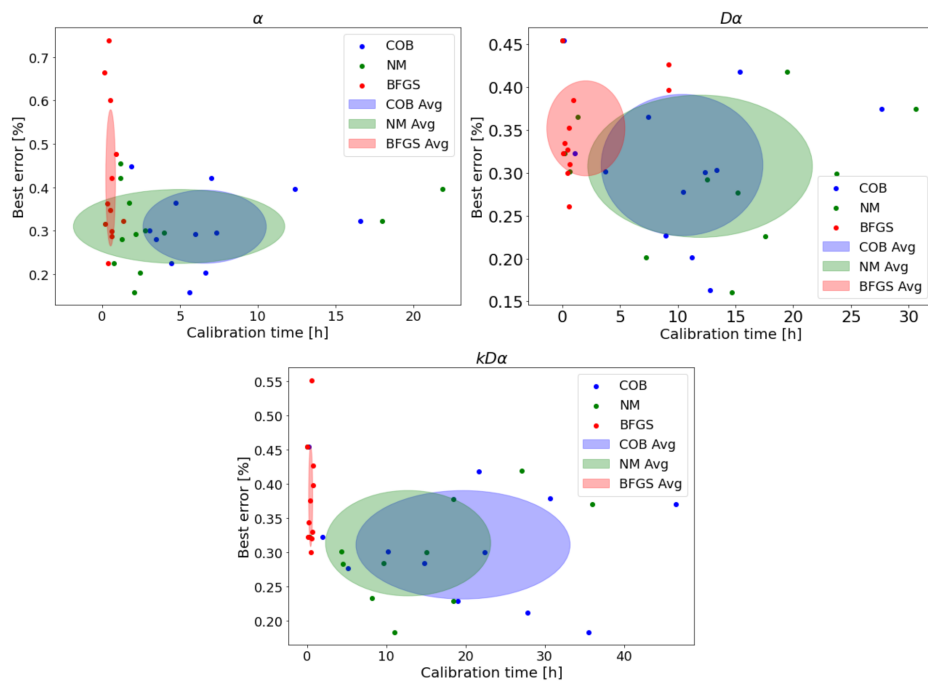 α
Best error [%]
0.7
0.6
0.5
0.4
0.3
0.2
COB
NM
BFGS
COB Avg
NM Avg
BFGS Avg
0 5 10 15 20
Calibration time [h]
Dα
Best error [%]
0.45
0.40
0.35
0.30
0.25
0.20
0.15
COB
NM
BFGS
COB Avg
NM Avg
BFGS Avg
0 5 10 15 20 25 30
Calibration time [h]
kDα
Best error [%]
0.55
0.50
0.45
0.40
0.35
0.30
0.25
0.20
COB
NM
BFGS
COB Avg
NM Avg
BFGS Avg
0 10 20 30 40
Calibration time [h]